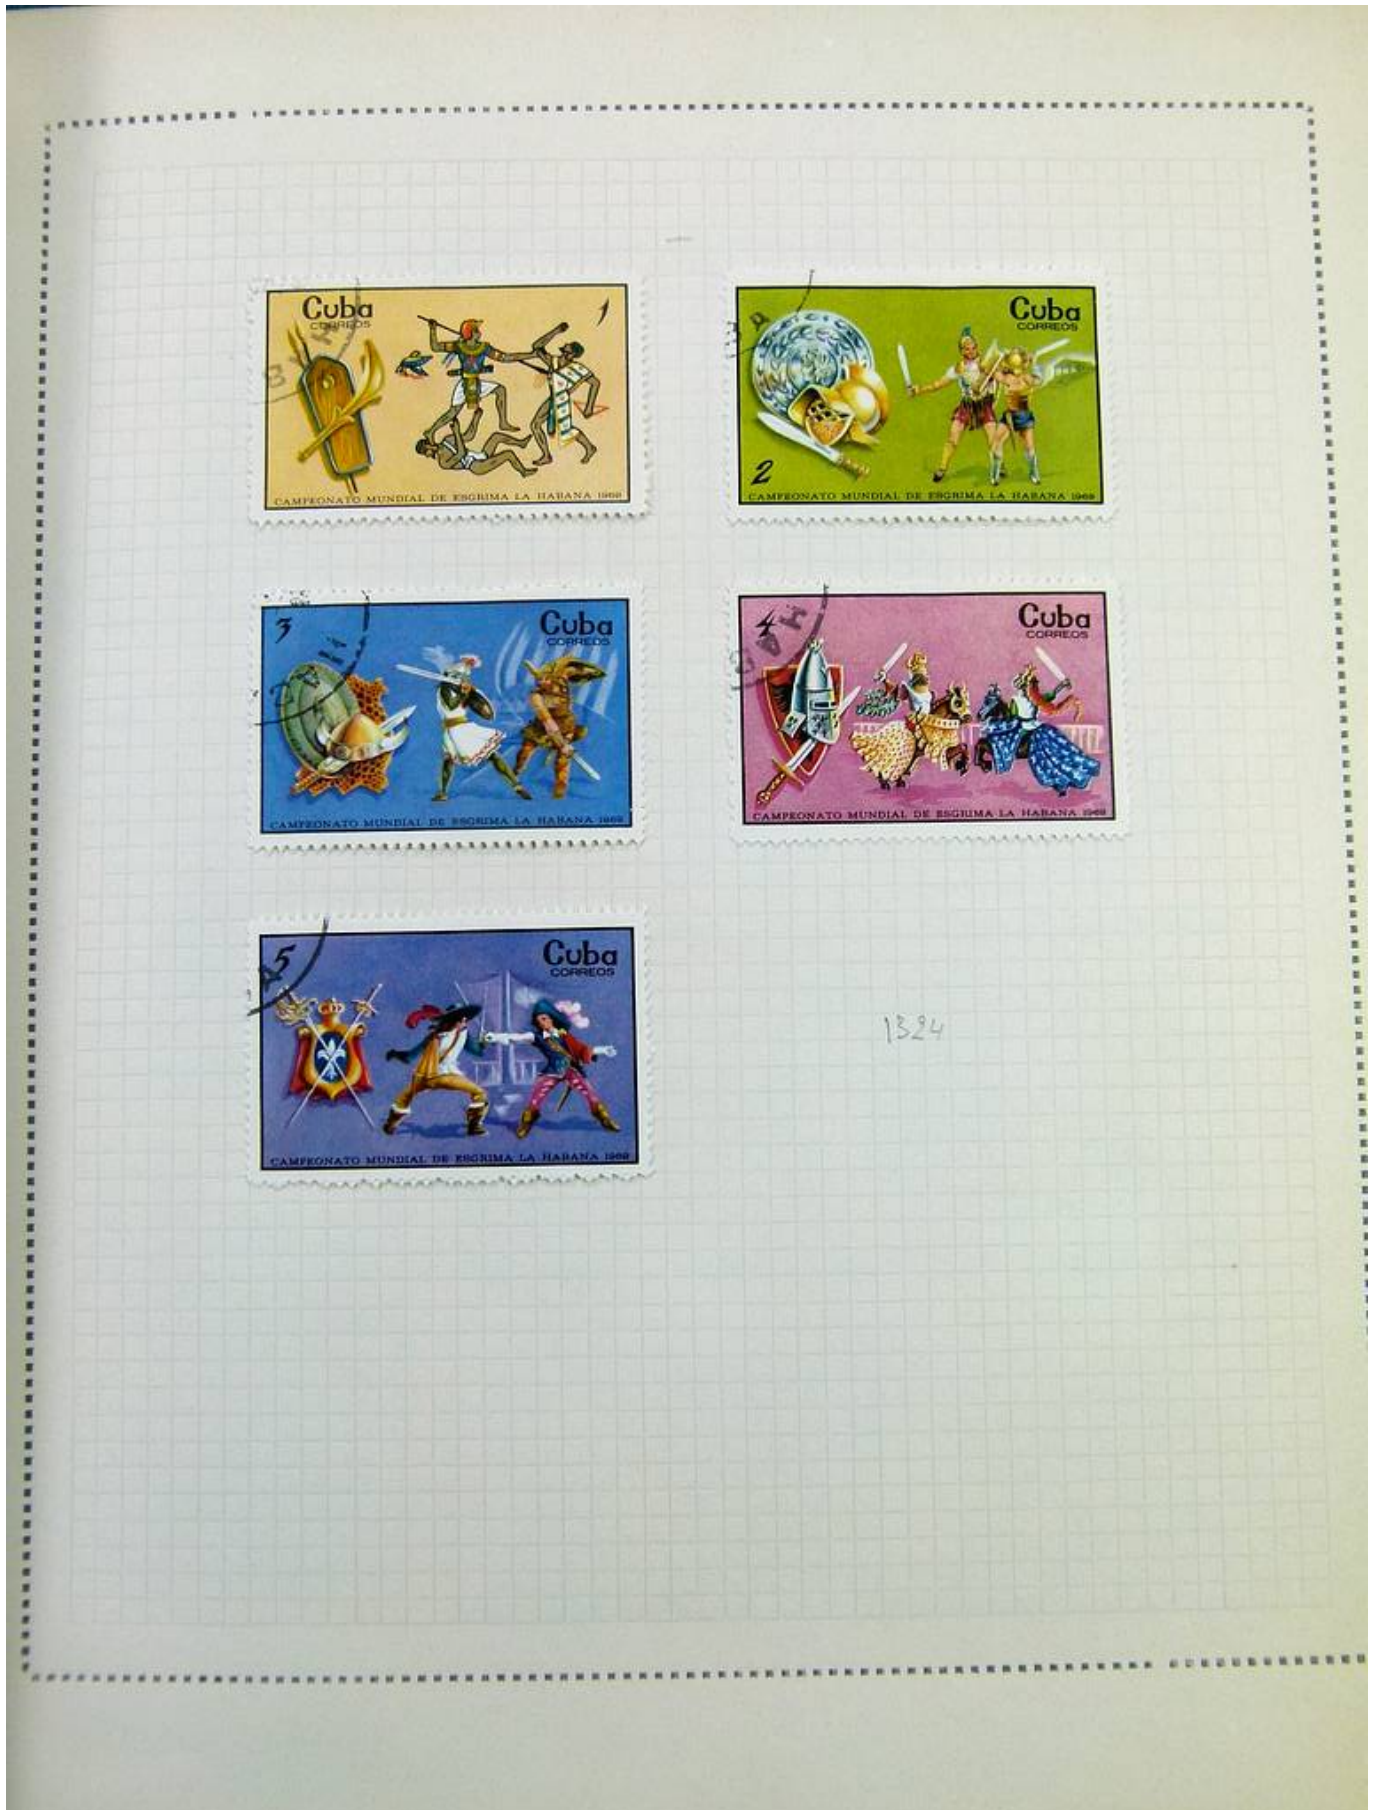 Cuba
CORREOS
1
CAMPEONATO MUNDIAL DE ESGRIMA LA HABANA 1969
Cuba
CORREOS
2
CAMPEONATO MUNDIAL DE ESGRIMA LA HABANA 1969
3
Cuba
CORREOS
CAMPEONATO MUNDIAL DE ESGRIMA LA HABANA 1969
4
Cuba
CORREOS
HAB
CAMPEONATO MUNDIAL DE ESGRIMA LA HABANA 1969
5
Cuba
CORREOS
CAMPEONATO MUNDIAL DE ESGRIMA LA HABANA 1969
1324